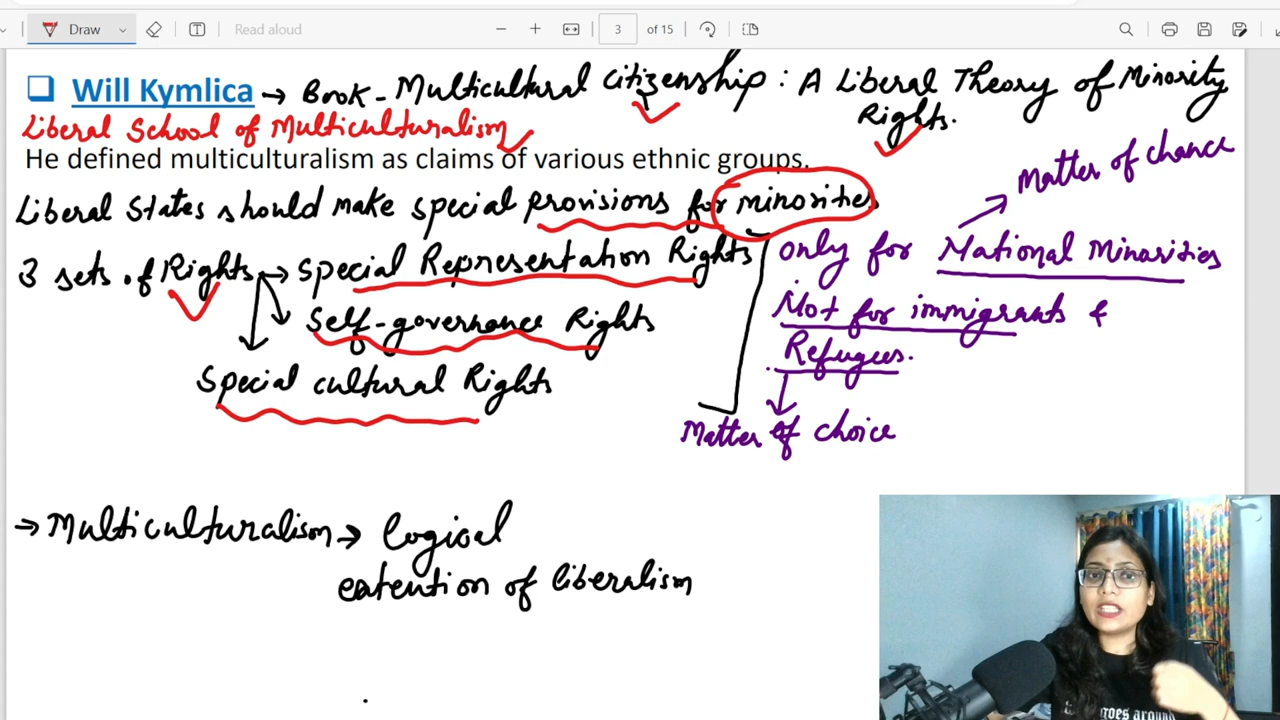 Draw
Read aloud
3 of 15
Will Kymlica → Book - Multicultural Citizenship : A Liberal Theory of Minority Rights.
Liberal School of Multiculturalism
He defined multiculturalism as claims of various ethnic groups.
Liberal States should make special provisions for minorities
3 sets of Rights → Special Representation Rights
Self-governance Rights
Special cultural Rights
Matter of chance
only for National Minorities
Not for immigrants &
Refugees.
Matter of choice
→ Multiculturalism → logical
extention of liberalism